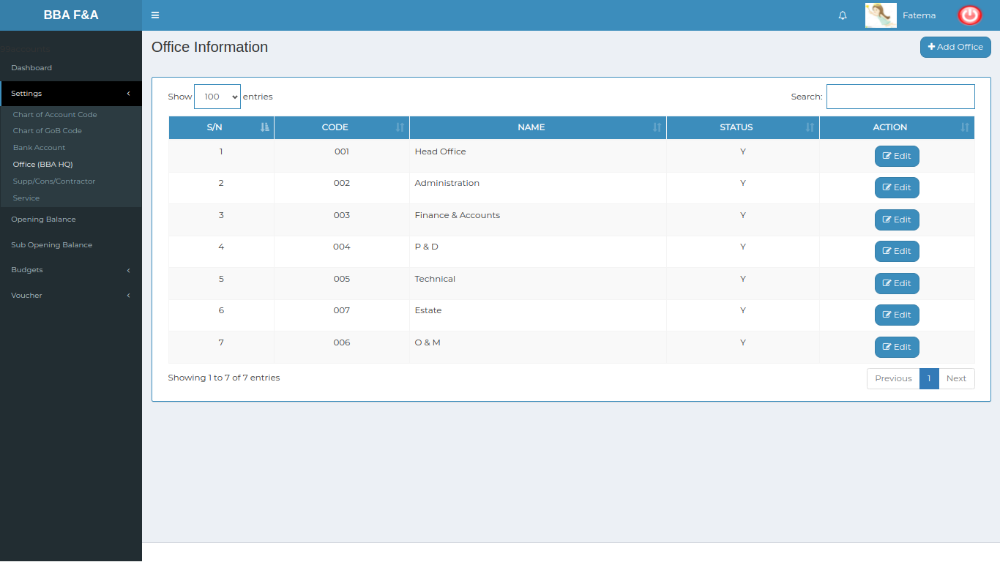 BBA F&A
Fatema
Office Information
Add Office
Dashboard
Settings
Chart of Account Code
Chart of GoB Code
Bank Account
Office (BBA HQ)
Supp/Cons/Contractor
Service
Opening Balance
Sub Opening Balance
Budgets
Voucher
Show 100 entries
Search:
S/N CODE NAME STATUS ACTION
1 001 Head Office Y Edit
2 002 Administration Y Edit
3 003 Finance & Accounts Y Edit
4 004 P & D Y Edit
5 005 Technical Y Edit
6 007 Estate Y Edit
7 006 O & M Y Edit
Showing 1 to 7 of 7 entries
Previous 1 Next